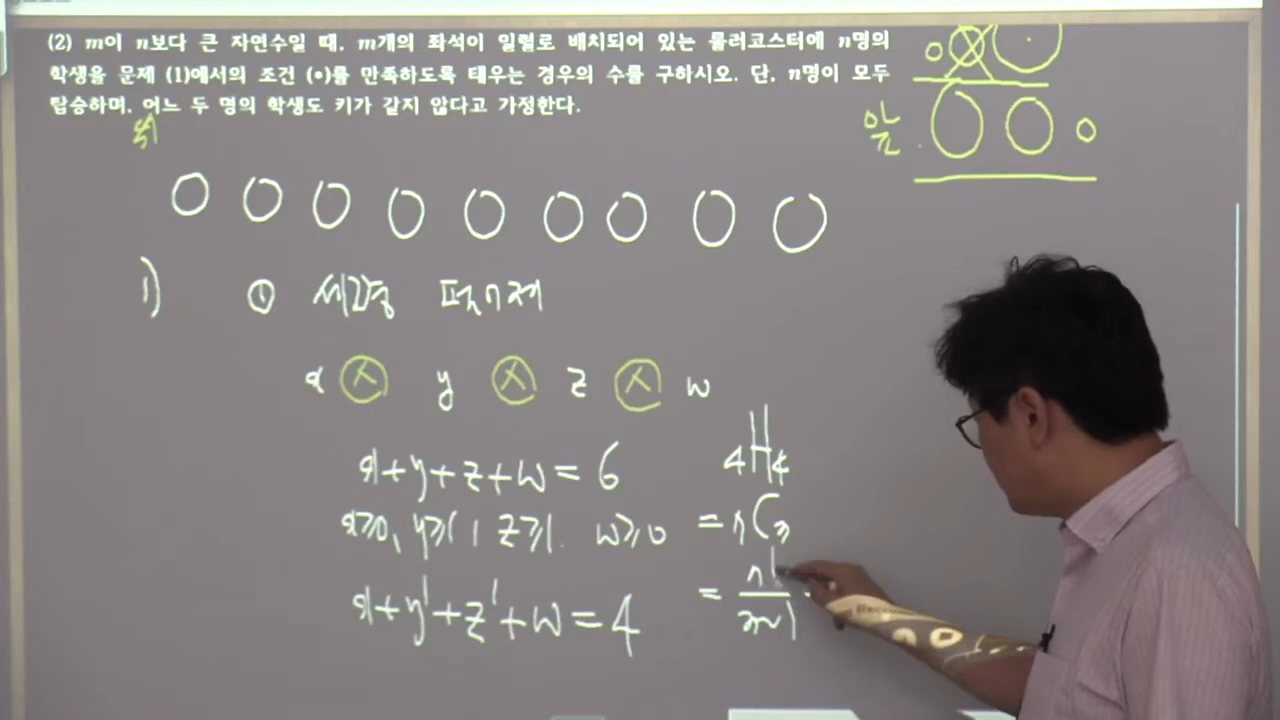 (2) m이 n보다 큰 자연수일 때, m개의 좌석이 일렬로 배치되어 있는 롤러코스터에 n명의
학생을 문제 (1)에서의 조건 (•)를 만족하도록 태우는 경우의 수를 구하시오. 단, n명이 모두
탑승하며, 어느 두 명의 학생도 키가 같지 않다고 가정한다.
앞
뒤
1) ①
x ⓧ y ⓧ z ⓧ w
x+y+z+w=6
4H4
x≥0, y≥1, z≥1. w≥0
=7C3
x+y'+z'+w=4